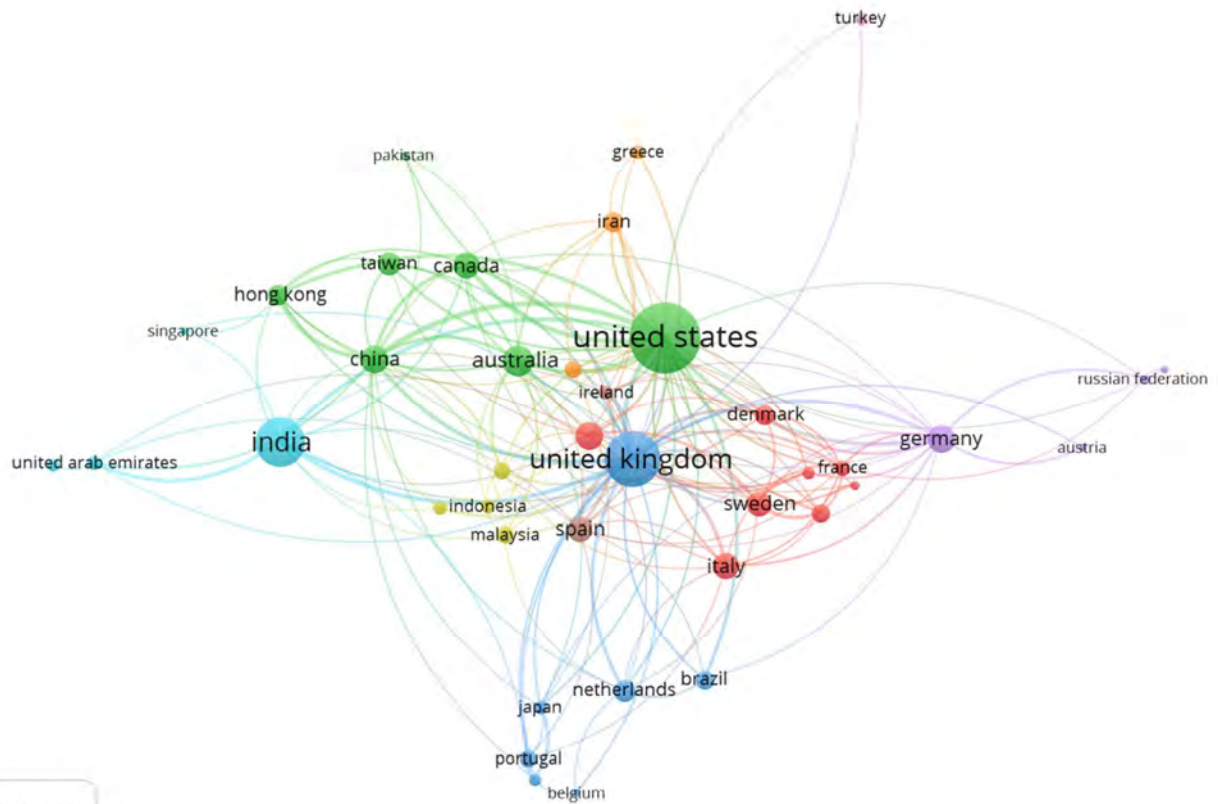 turkey
greece
pakistan
iran
taiwan
canada
hong kong
singapore
united states
china
australia
ireland
russian federation
denmark
india
germany
austria
united arab emirates
united kingdom
france
indonesia
sweden
malaysia
spain
italy
brazil
netherlands
japan
portugal
belgium